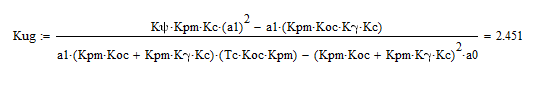 Kug := (Kψ·Kpm·Kc·(a1)^2 − a1·(Kpm·Koc·Kγ·Kc)) / (a1·(Kpm·Koc + Kpm·Kγ·Kc)·(Tc·Koc·Kpm) − (Kpm·Koc + Kpm·Kγ·Kc)^2·a0) = 2.451